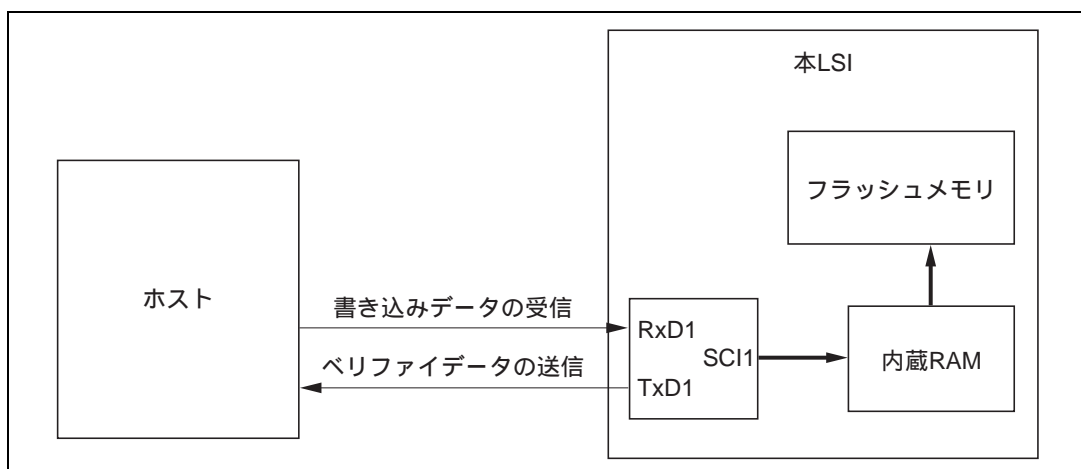 本LSI
フラッシュメモリ
ホスト
書き込みデータの受信
RxD1
SCI1
内蔵RAM
ベリファイデータの送信
TxD1